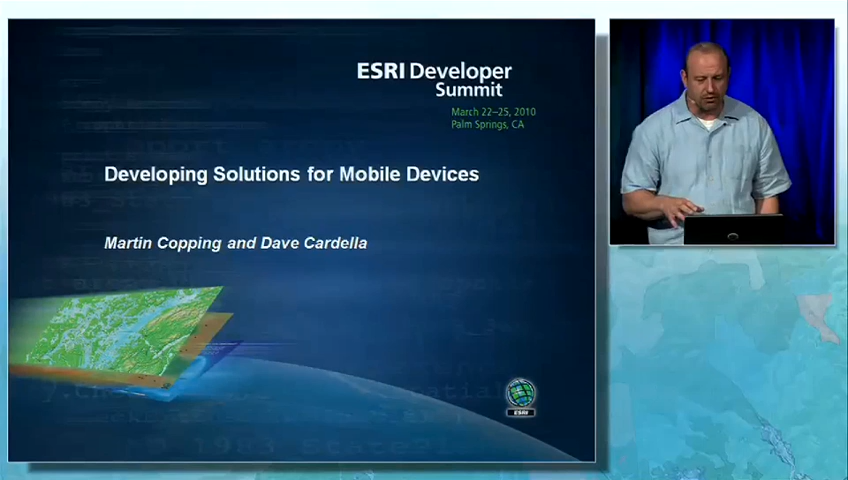 ESRI Developer
Summit
March 22–25, 2010
Palm Springs, CA
Developing Solutions for Mobile Devices
Martin Copping and Dave Cardella
ESRI